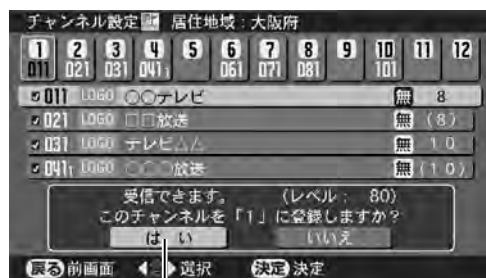 チャンネル設定 居住地域：大阪府
1 2 3 4 5 6 7 8 9 10 11 12
011 021 031 041₁ 061 071 081 101
011 LOGO ○○テレビ 無 8
021 LOGO □□放送 無 (8)
031 LOGO テレビ△△ 無 10
041₁ LOGO ○○○放送 無 (10)
受信できます。 (レベル： 80)
このチャンネルを「1」に登録しますか？
はい いいえ
戻る 前画面 選択 決定 決定